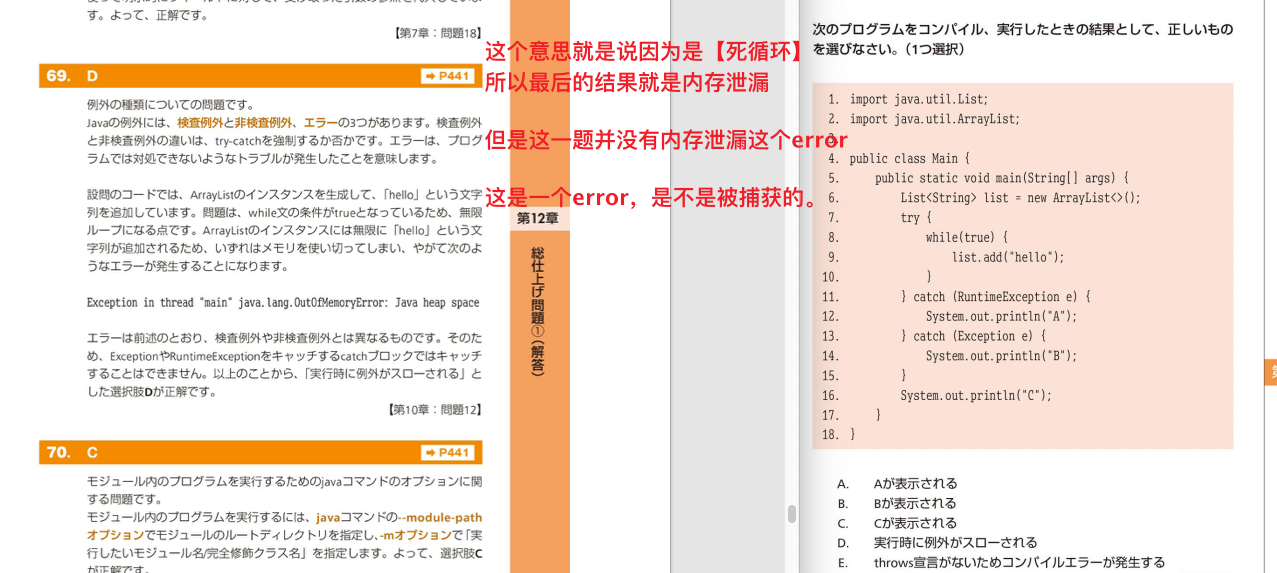 す。よって、正解です。
【第7章：問題18】
69. D
➡ P441
例外の種類についての問題です。
Javaの例外には、検査例外と非検査例外、エラーの3つがあります。検査例外
と非検査例外の違いは、try-catchを強制するか否かです。エラーは、プログ
ラムでは対処できないようなトラブルが発生したことを意味します。
設問のコードでは、ArrayListのインスタンスを生成して、「hello」という文字
列を追加しています。問題は、while文の条件がtrueとなっているため、無限
ループになる点です。ArrayListのインスタンスには無限に「hello」という文
字列が追加されるため、いずれはメモリを使い切ってしまい、やがて次のよ
うなエラーが発生することになります。
Exception in thread "main" java.lang.OutOfMemoryError: Java heap space
エラーは前述のとおり、検査例外や非検査例外とは異なるものです。そのた
め、ExceptionやRuntimeExceptionをキャッチするcatchブロックではキャッチ
することはできません。以上のことから、「実行時に例外がスローされる」と
した選択肢Dが正解です。
【第10章：問題12】
70. C
➡ P441
モジュール内のプログラムを実行するためのjavaコマンドのオプションに関
する問題です。
モジュール内のプログラムを実行するには、javaコマンドの--module-path
オプションでモジュールのルートディレクトリを指定し、-mオプションで「実
行したいモジュール名/完全修飾クラス名」を指定します。よって、選択肢C
が正解です。
这个意思就是说因为是【死循环】
所以最后的结果就是内存泄漏
但是这一题并没有内存泄漏这个error
这是一个error，是不是被捕获的。
第12章
総仕上げ問題①（解答）
次のプログラムをコンパイル、実行したときの結果として、正しいもの
を選びなさい。（1つ選択）
1. import java.util.List;
2. import java.util.ArrayList;
3.
4. public class Main {
5. public static void main(String[] args) {
6. List<String> list = new ArrayList<>();
7. try {
8. while(true) {
9. list.add("hello");
10. }
11. } catch (RuntimeException e) {
12. System.out.println("A");
13. } catch (Exception e) {
14. System.out.println("B");
15. }
16. System.out.println("C");
17. }
18. }
A. Aが表示される
B. Bが表示される
C. Cが表示される
D. 実行時に例外がスローされる
E. throws宣言がないためコンパイルエラーが発生する